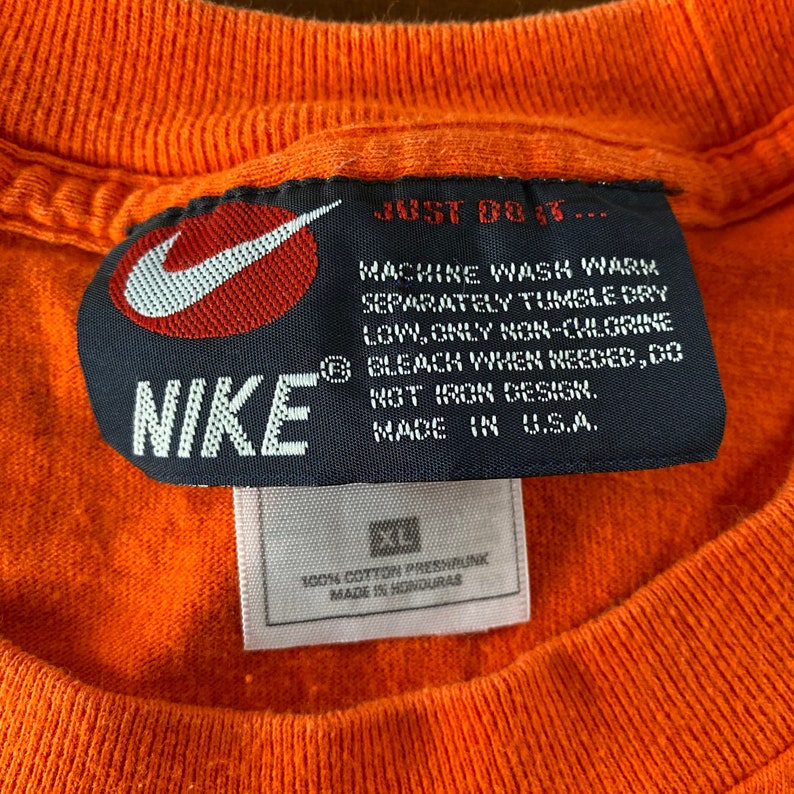 JUST DO IT...
MACHINE WASH WARM
SEPARATELY TUMBLE DRY
LOW, ONLY NON-CHLORINE
BLEACH WHEN NEEDED, DO
NOT IRON DESIGN.
MADE IN U.S.A.
NIKE®
XL
100% COTTON PRESHRUNK
MADE IN HONDURAS